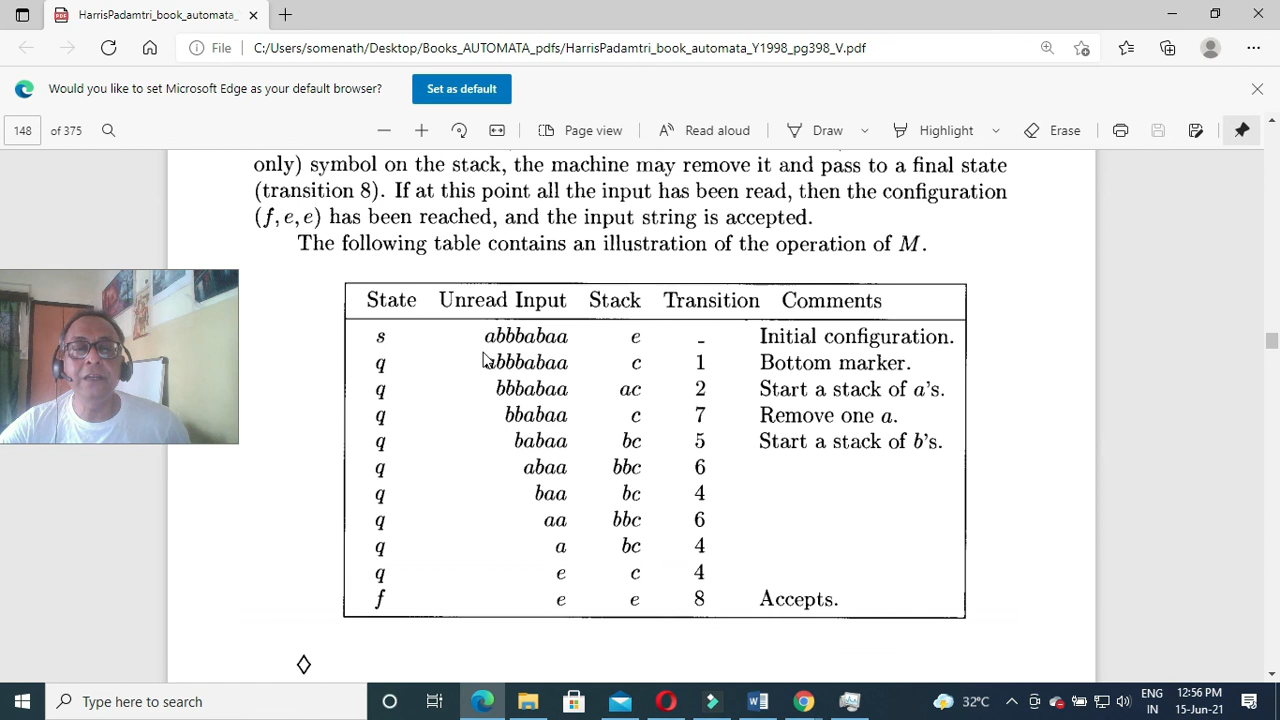 HarrisPadamtri_book_automata_
File
C:/Users/somenath/Desktop/Books_AUTOMATA_pdfs/HarrisPadamtri_book_automata_Y1998_pg398_V.pdf
Would you like to set Microsoft Edge as your default browser?
Set as default
148 of 375
Page view
Read aloud
Draw
Highlight
Erase
only) symbol on the stack, the machine may remove it and pass to a final state
(transition 8). If at this point all the input has been read, then the configuration
(f, e, e) has been reached, and the input string is accepted.
The following table contains an illustration of the operation of M.
State Unread Input Stack Transition Comments
s abbbabaa e - Initial configuration.
q abbbabaa c 1 Bottom marker.
q bbbabaa ac 2 Start a stack of a's.
q bbabaa c 7 Remove one a.
q babaa bc 5 Start a stack of b's.
q abaa bbc 6
q baa bc 4
q aa bbc 6
q a bc 4
q e c 4
f e e 8 Accepts.
◊
Type here to search
32°C
ENG
IN
12:56 PM
15-Jun-21